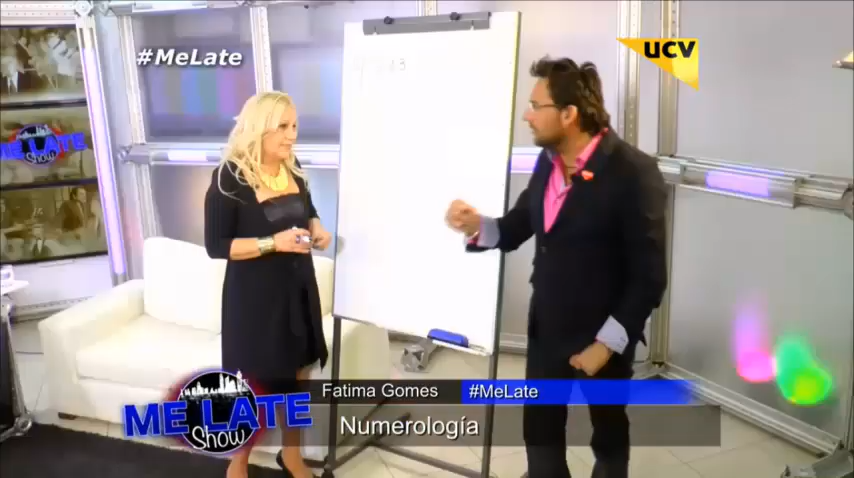 #MeLate
UCV
ME LATE
Show
Fatima Gomes
#MeLate
ME LATE
Show
Numerología